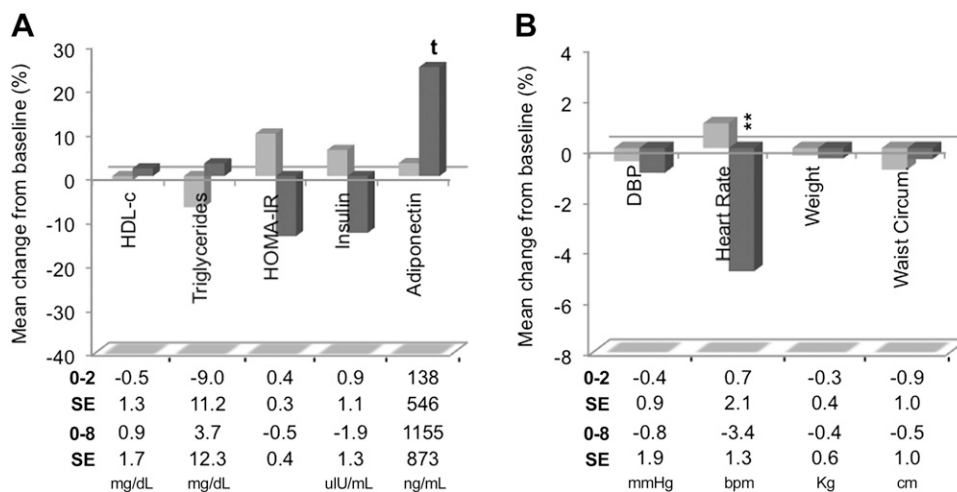 A
B
Mean change from baseline (%)
30
20
10
0
-10
-20
-30
-40
HDL-c
Triglycerides
HOMA-IR
Insulin
Adiponectin
t
0-2 -0.5 -9.0 0.4 0.9 138
SE 1.3 11.2 0.3 1.1 546
0-8 0.9 3.7 -0.5 -1.9 1155
SE 1.7 12.3 0.4 1.3 873
mg/dL mg/dL uIU/mL ng/mL
Mean change from baseline (%)
4
2
0
-2
-4
-6
-8
DBP
Heart Rate
**
Weight
Waist Circum.
0-2 -0.4 0.7 -0.3 -0.9
SE 0.9 2.1 0.4 1.0
0-8 -0.8 -3.4 -0.4 -0.5
SE 1.9 1.3 0.6 1.0
mmHg bpm Kg cm